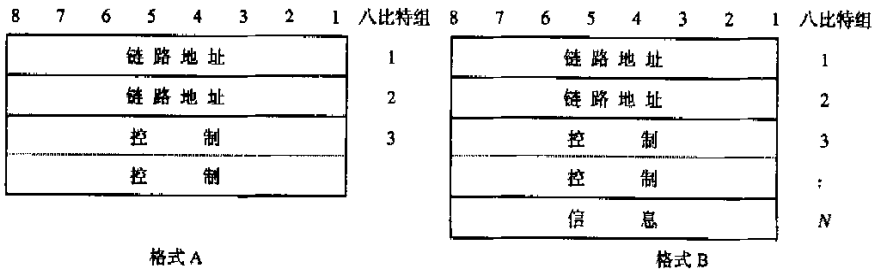 8 7 6 5 4 3 2 1 八比特组
链路地址 1
链路地址 2
控 制 3
控 制
格式 A
8 7 6 5 4 3 2 1 八比特组
链路地址 1
链路地址 2
控 制 3
控 制 :
信 息 N
格式 B